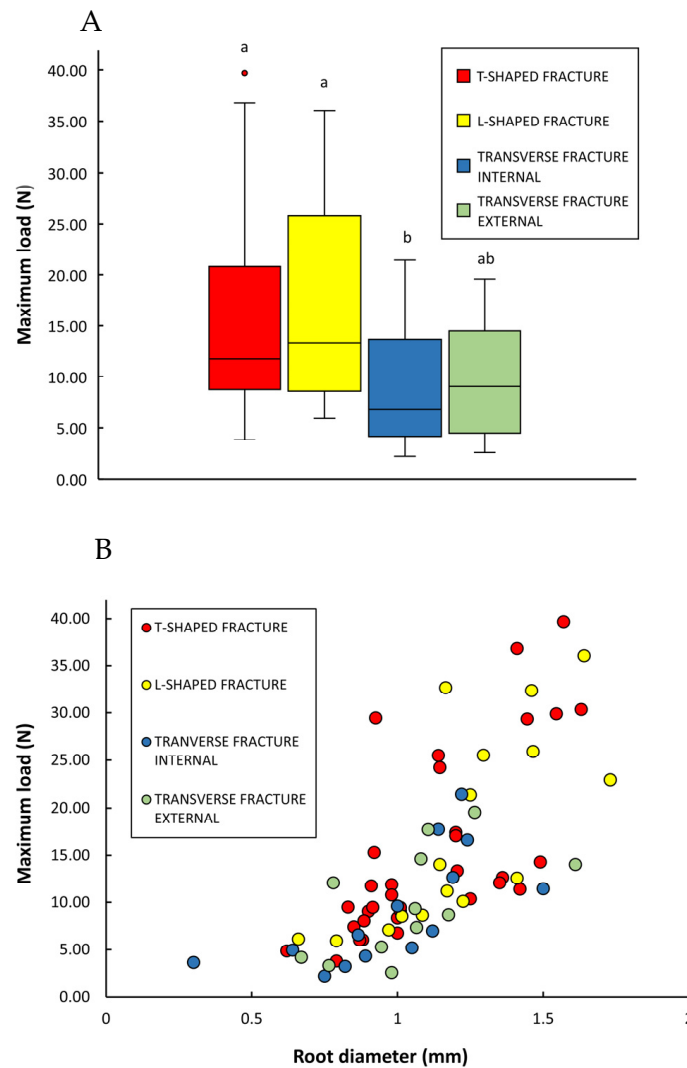 A
Maximum load (N)
40.00
35.00
30.00
25.00
20.00
15.00
10.00
5.00
0.00
a
a
b
ab
T-SHAPED FRACTURE
L-SHAPED FRACTURE
TRANSVERSE FRACTURE
INTERNAL
TRANSVERSE FRACTURE
EXTERNAL
B
0
0.5
1
1.5
2
Maximum load (N)
40.00
35.00
30.00
25.00
20.00
15.00
10.00
5.00
0.00
T-SHAPED FRACTURE
L-SHAPED FRACTURE
TRANVERSE FRACTURE
INTERNAL
TRANSVERSE FRACTURE
EXTERNAL
Root diameter (mm)